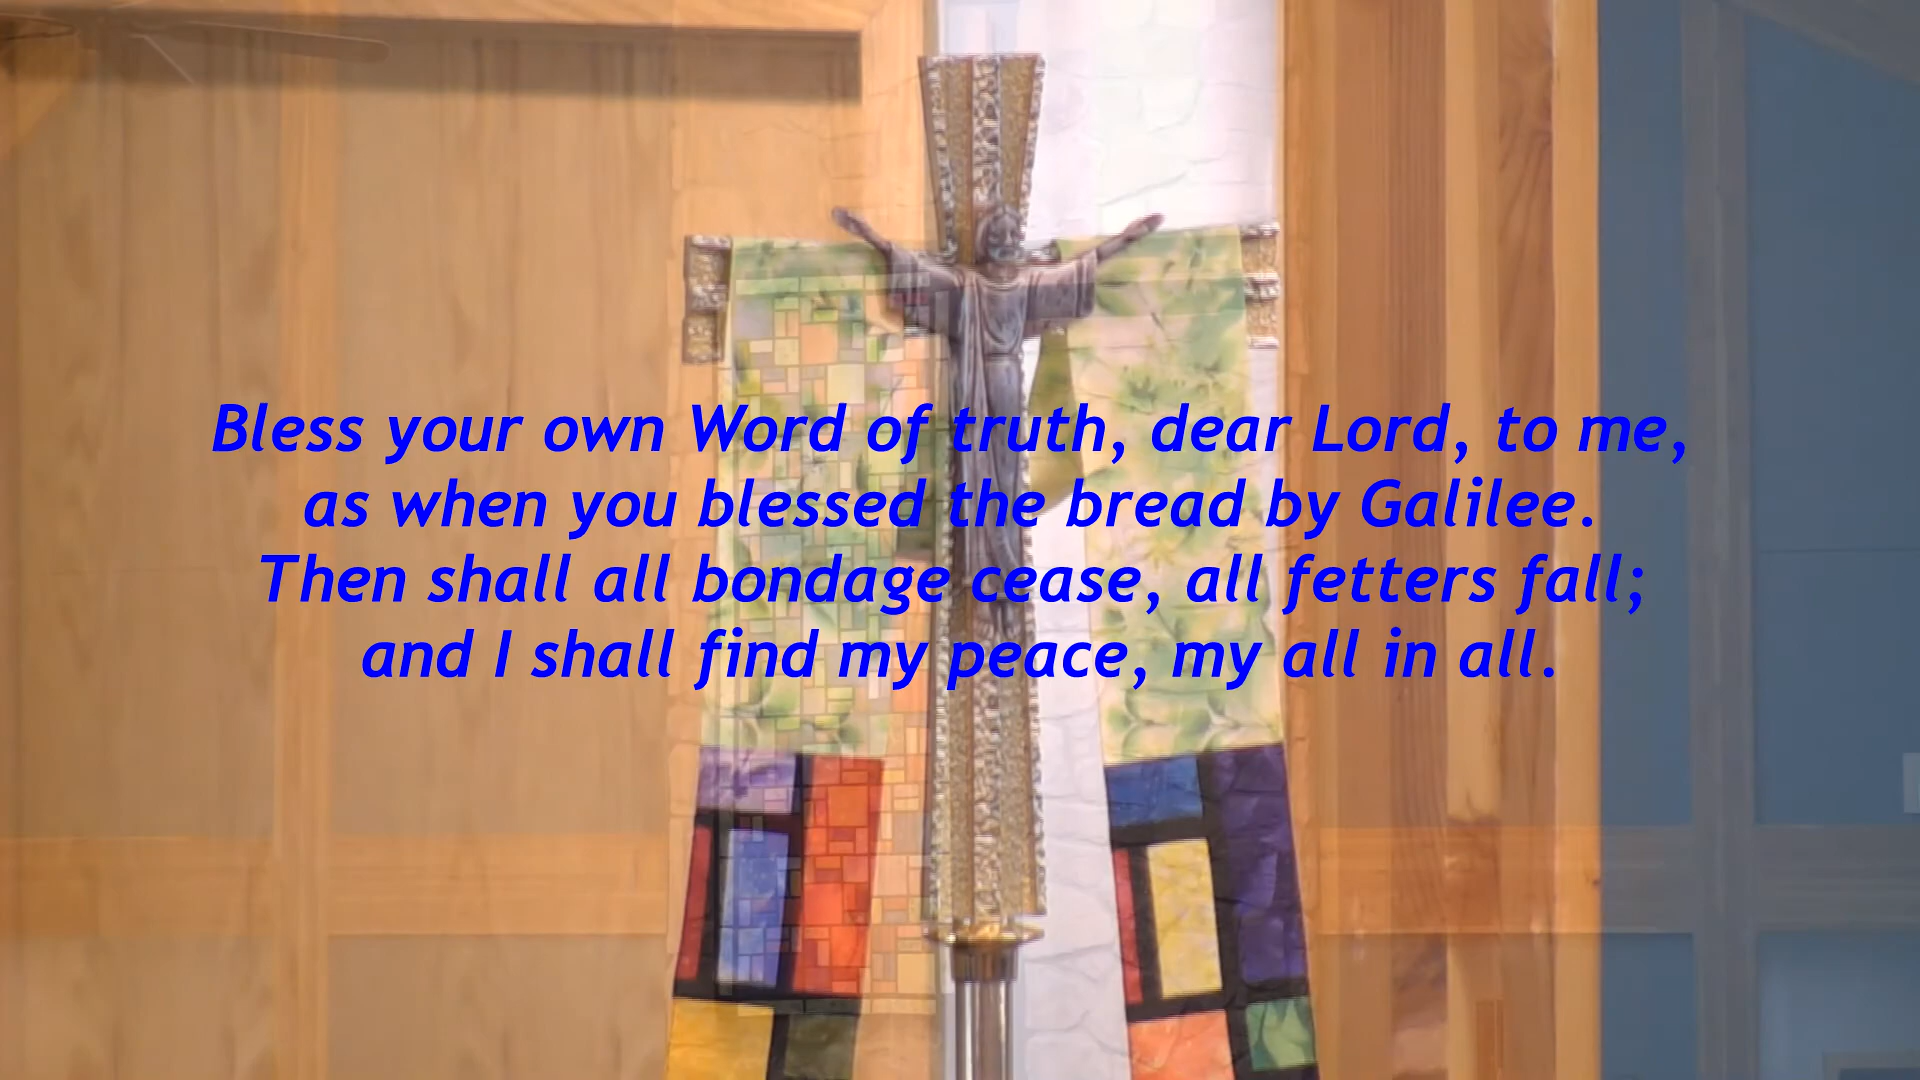 Bless your own Word of truth, dear Lord, to me,
as when you blessed the bread by Galilee.
Then shall all bondage cease, all fetters fall;
and I shall find my peace, my all in all.